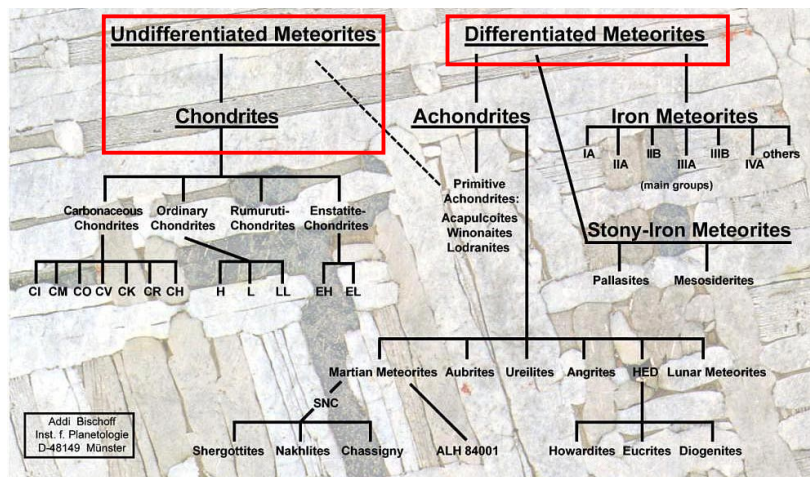 Undifferentiated Meteorites
Differentiated Meteorites
Chondrites
Achondrites
Iron Meteorites
IA
IIA
IIB
IIIA
IIIB
IVA
others
(main groups)
Primitive
Achondrites:
Acapulcoites
Winonaites
Lodranites
Carbonaceous
Chondrites
Ordinary
Chondrites
Rumuruti-
Chondrites
Enstatite-
Chondrites
Stony-Iron Meteorites
Pallasites
Mesosiderites
CI
CM
CO
CV
CK
CR
CH
H
L
LL
EH
EL
Martian Meteorites
Aubrites
Ureilites
Angrites
HED
Lunar Meteorites
SNC
Shergottites
Nakhlites
Chassigny
ALH 84001
Howardites
Eucrites
Diogenites
Addi Bischoff
Inst. f. Planetologie
D-48149 Münster